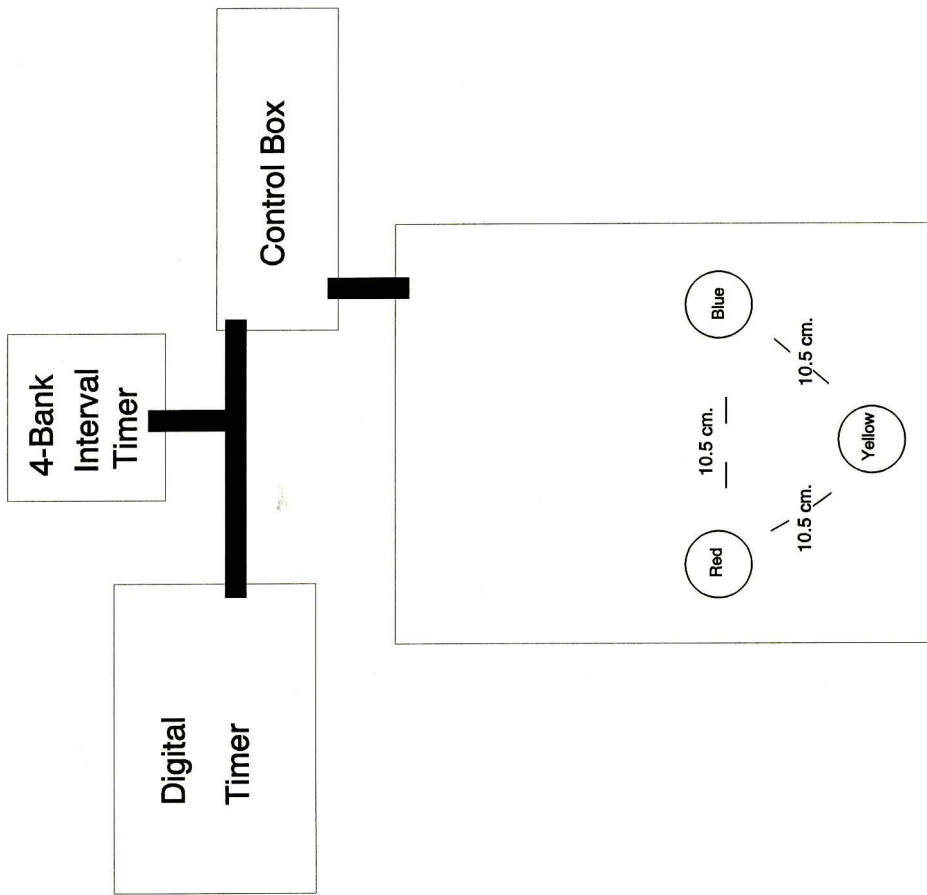 4-Bank
Interval
Timer
Control Box
Digital
Timer
Red
10.5 cm.
Blue
10.5 cm.
10.5 cm.
Yellow